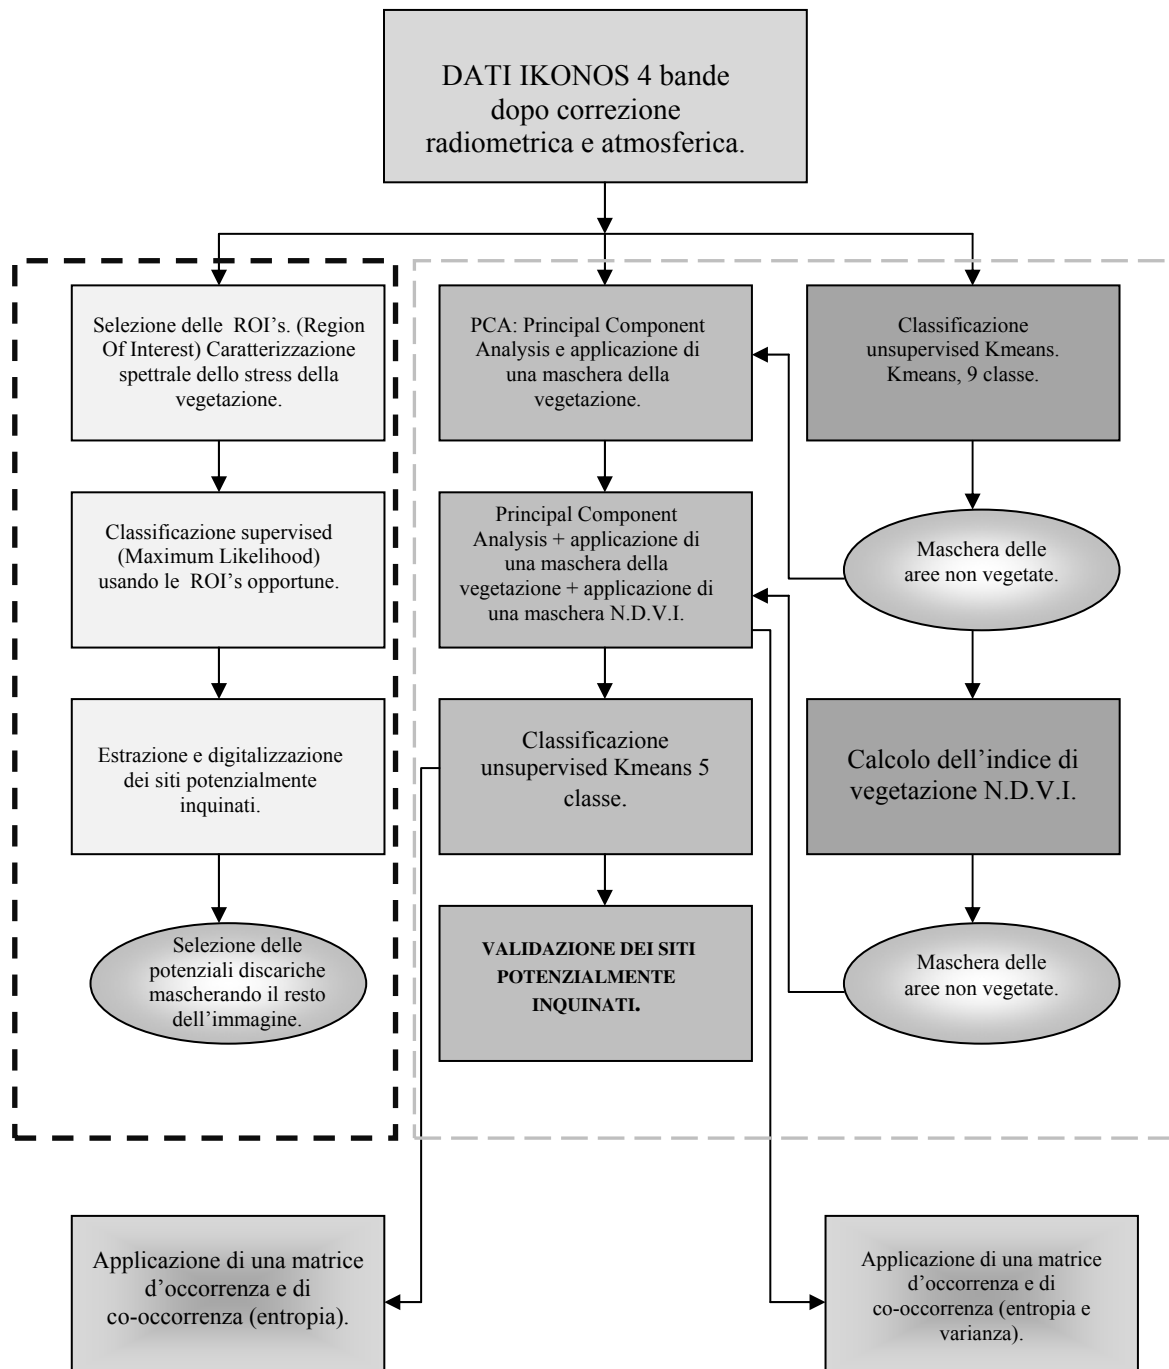 DATI IKONOS 4 bande
dopo correzione
radiometrica e atmosferica.
Selezione delle ROI's. (Region
Of Interest) Caratterizzazione
spettrale dello stress della
vegetazione.
PCA: Principal Component
Analysis e applicazione di
una maschera della
vegetazione.
Classificazione
unsupervised Kmeans.
Kmeans, 9 classe.
Classificazione supervised
(Maximum Likelihood)
usando le ROI's opportune.
Principal Component
Analysis + applicazione di
una maschera della
vegetazione + applicazione di
una maschera N.D.V.I.
Maschera delle
aree non vegetate.
Estrazione e digitalizzazione
dei siti potenzialmente
inquinati.
Classificazione
unsupervised Kmeans 5
classe.
Calcolo dell'indice di
vegetazione N.D.V.I.
Selezione delle
potenziali discariche
mascherando il resto
dell'immagine.
VALIDAZIONE DEI SITI
POTENZIALMENTE
INQUINATI.
Maschera delle
aree non vegetate.
Applicazione di una matrice
d'occorrenza e di
co-occorrenza (entropia).
Applicazione di una matrice
d'occorrenza e di
co-occorrenza (entropia e
varianza).